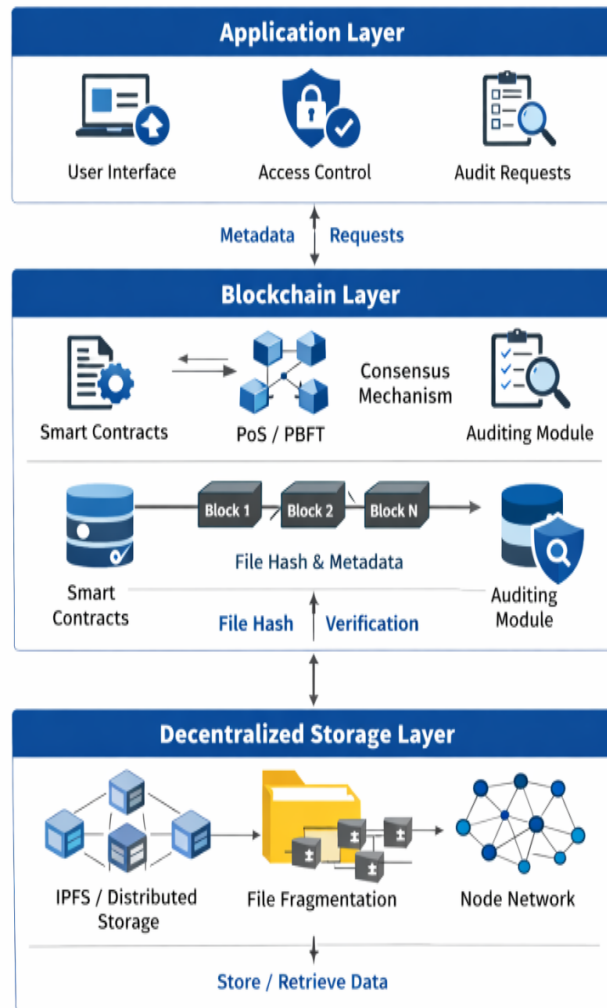 Application Layer
User Interface
Access Control
Audit Requests
Metadata
Requests
Blockchain Layer
Smart Contracts
PoS / PBFT
Consensus
Mechanism
Auditing Module
Block 1
Block 2
Block N
File Hash & Metadata
Smart
Contracts
Auditing
Module
File Hash
Verification
Decentralized Storage Layer
IPFS / Distributed
Storage
File Fragmentation
Node Network
Store / Retrieve Data